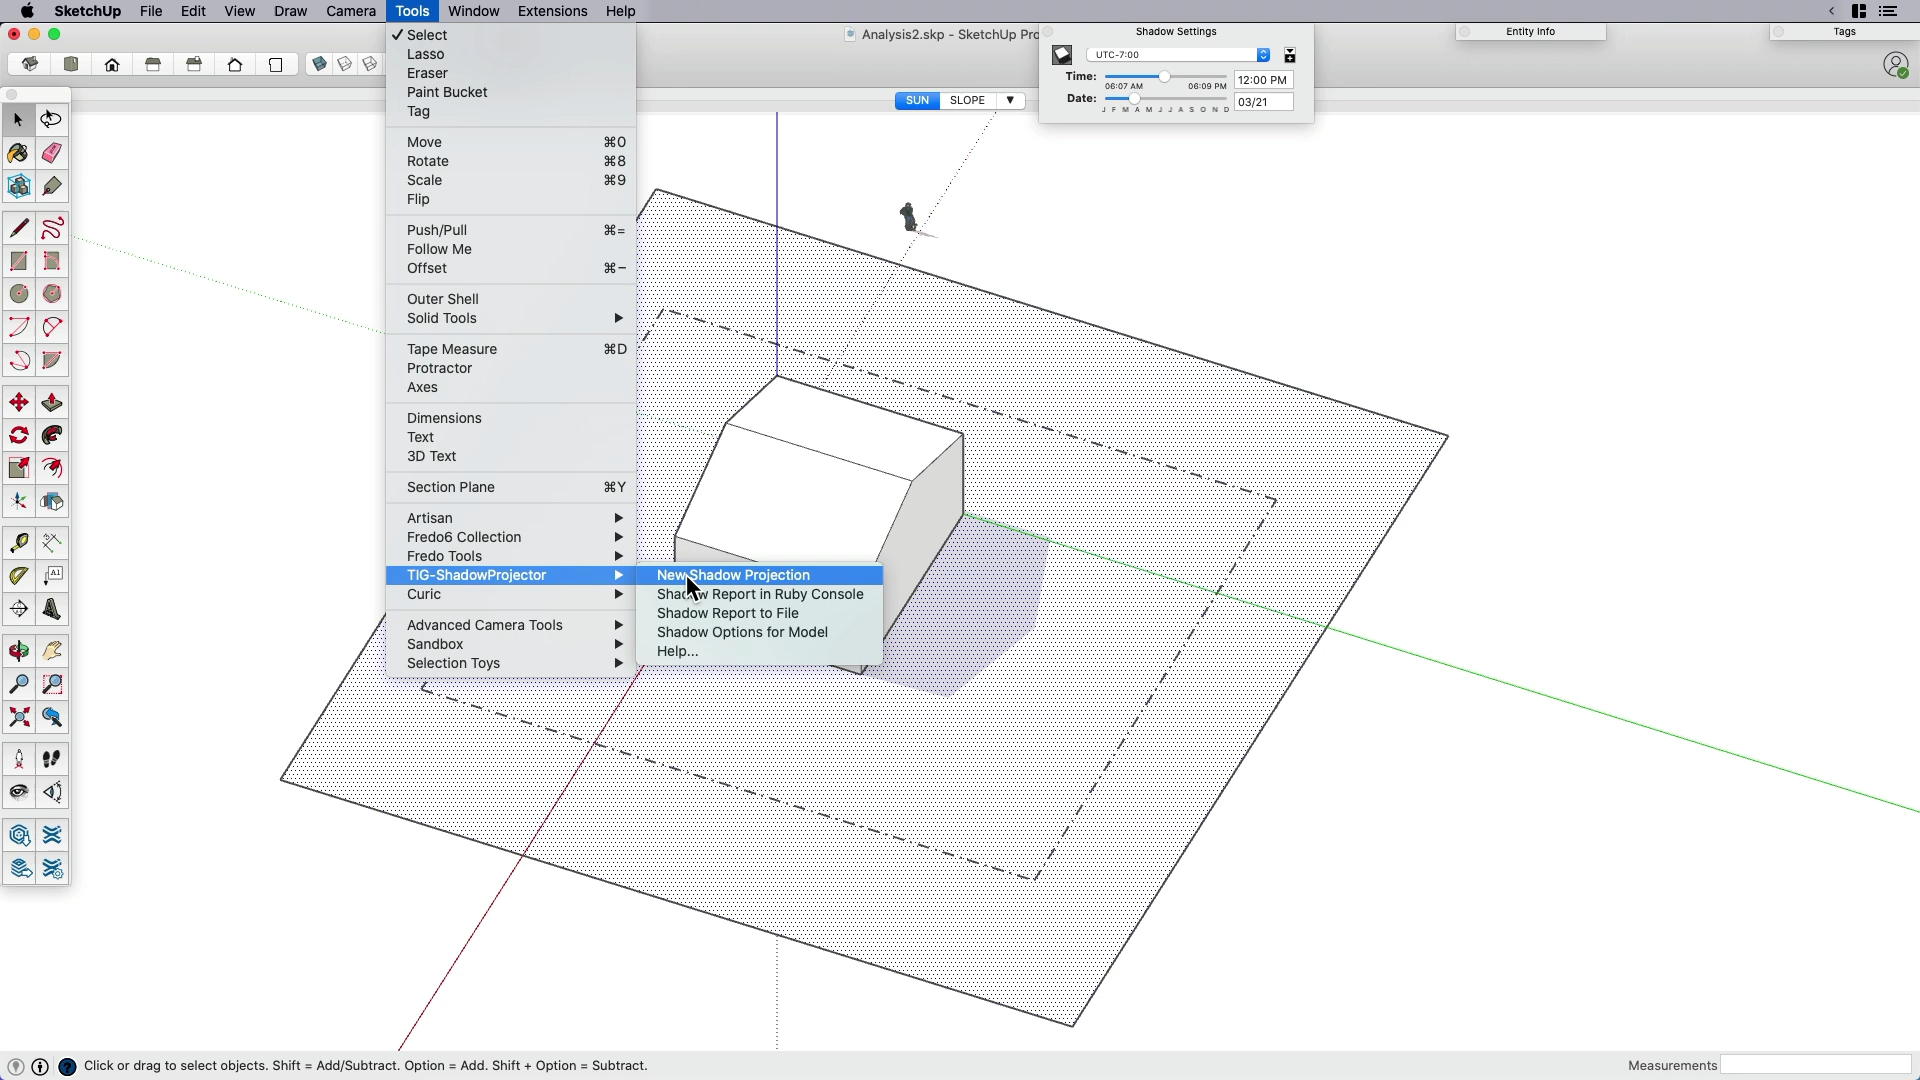 SketchUp File Edit View Draw Camera Tools Window Extensions Help
Analysis2.skp - SketchUp Pro
Shadow Settings
Entity Info
Tags
UTC-7:00
Time:
12:00 PM
06:07 AM 06:09 PM
Date:
03/21
J F M A M J J A S O N D
SUN SLOPE ▼
✓ Select
Lasso
Eraser
Paint Bucket
Tag
Move ⌘0
Rotate ⌘8
Scale ⌘9
Flip
Push/Pull ⌘=
Follow Me
Offset ⌘−
Outer Shell
Solid Tools ▶
Tape Measure ⌘D
Protractor
Axes
Dimensions
Text
3D Text
Section Plane ⌘Y
Artisan ▶
Fredo6 Collection ▶
Fredo Tools ▶
TIG-ShadowProjector ▶
Curic ▶
Advanced Camera Tools ▶
Sandbox ▶
Selection Toys ▶
New Shadow Projection
Shadow Report in Ruby Console
Shadow Report to File
Shadow Options for Model
Help...
A1
Click or drag to select objects. Shift = Add/Subtract. Option = Add. Shift + Option = Subtract.
Measurements